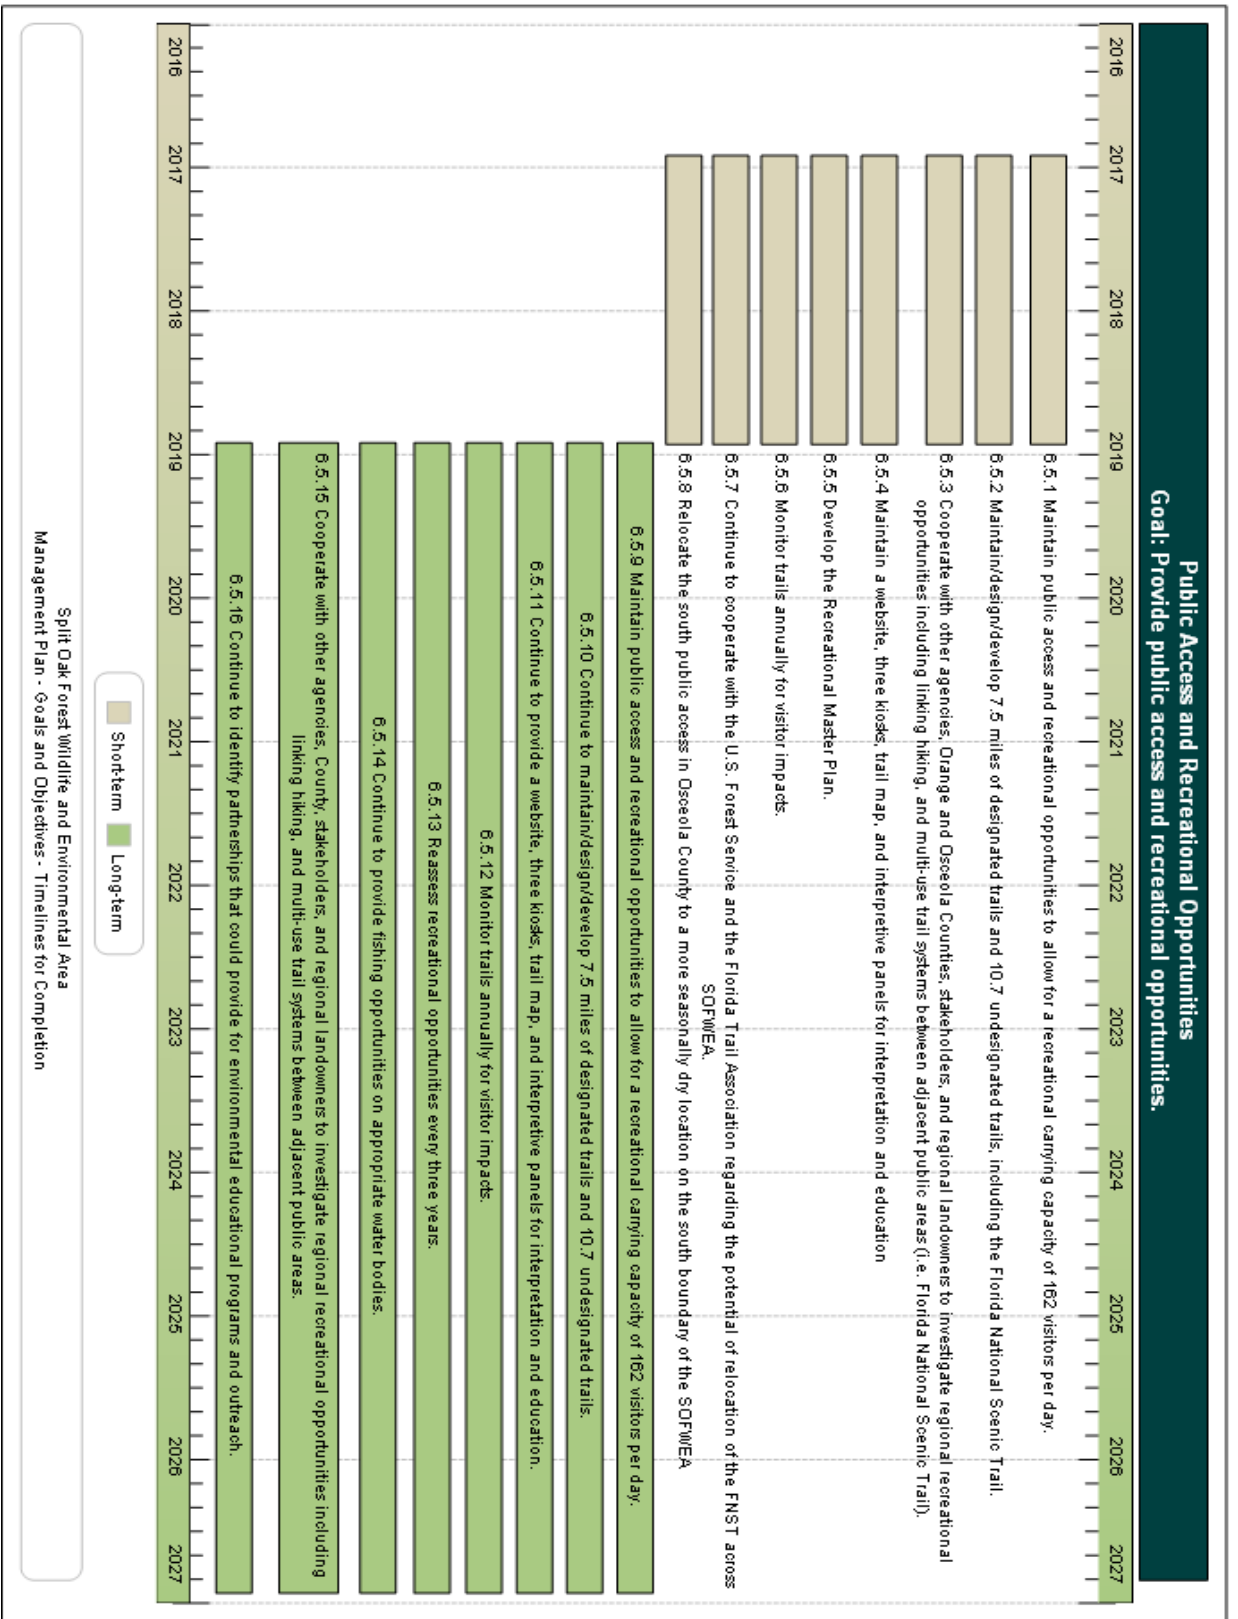 Public Access and Recreational Opportunities
Goal: Provide public access and recreational opportunities.
2016 2017 2018 2019 2020 2021 2022 2023 2024 2025 2026 2027
6.5.1 Maintain public access and recreational opportunities to allow for a recreational carrying capacity of 162 visitors per day.
6.5.2 Maintain/design/develop 7.5 miles of designated trails and 10.7 undesignated trails, including the Florida National Scenic Trail.
6.5.3 Cooperate with other agencies, Orange and Osceola Counties, stakeholders, and regional landowners to investigate regional recreational
opportunities including linking hiking, and multi-use trail systems between adjacent public areas (i.e. Florida National Scenic Trail).
6.5.4 Maintain a website, three kiosks, trail map, and interpretive panels for interpretation and education
6.5.5 Develop the Recreational Master Plan.
6.5.6 Monitor trails annually for visitor impacts.
6.5.7 Continue to cooperate with the U.S. Forest Service and the Florida Trail Association regarding the potential of relocation of the FNST across
SOFWEA.
6.5.8 Relocate the south public access in Osceola County to a more seasonally dry location on the south boundary of the SOFWEA
6.5.9 Maintain public access and recreational opportunities to allow for a recreational carrying capacity of 162 visitors per day.
6.5.10 Continue to maintain/design/develop 7.5 miles of designated trails and 10.7 undesignated trails.
6.5.11 Continue to provide a website, three kiosks, trail map, and interpretive panels for interpretation and education.
6.5.12 Monitor trails annually for visitor impacts.
6.5.13 Reassess recreational opportunities every three years.
6.5.14 Continue to provide fishing opportunities on appropriate water bodies.
6.5.15 Cooperate with other agencies, County, stakeholders, and regional landowners to investigate regional recreational opportunities including
linking hiking, and multi-use trail systems between adjacent public areas.
6.5.16 Continue to identify partnerships that could provide for environmental educational programs and outreach.
2016 2017 2018 2019 2020 2021 2022 2023 2024 2025 2026 2027
Short-term Long-term
Split Oak Forest Wildlife and Environmental Area
Management Plan - Goals and Objectives - Timelines for Completion